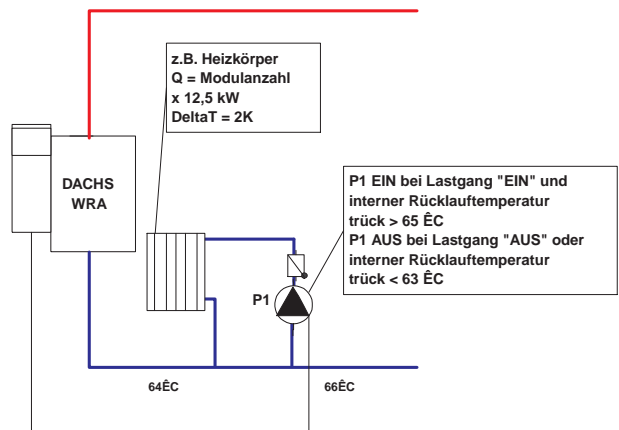 z.B. Heizkörper
Q = Modulanzahl
x 12,5 kW
DeltaT = 2K
DACHS
WRA
P1 EIN bei Lastgang "EIN" und
interner Rücklauftemperatur
trück > 65 ÊC
P1 AUS bei Lastgang "AUS" oder
interner Rücklauftemperatur
trück < 63 ÊC
P1
64ÊC
66ÊC